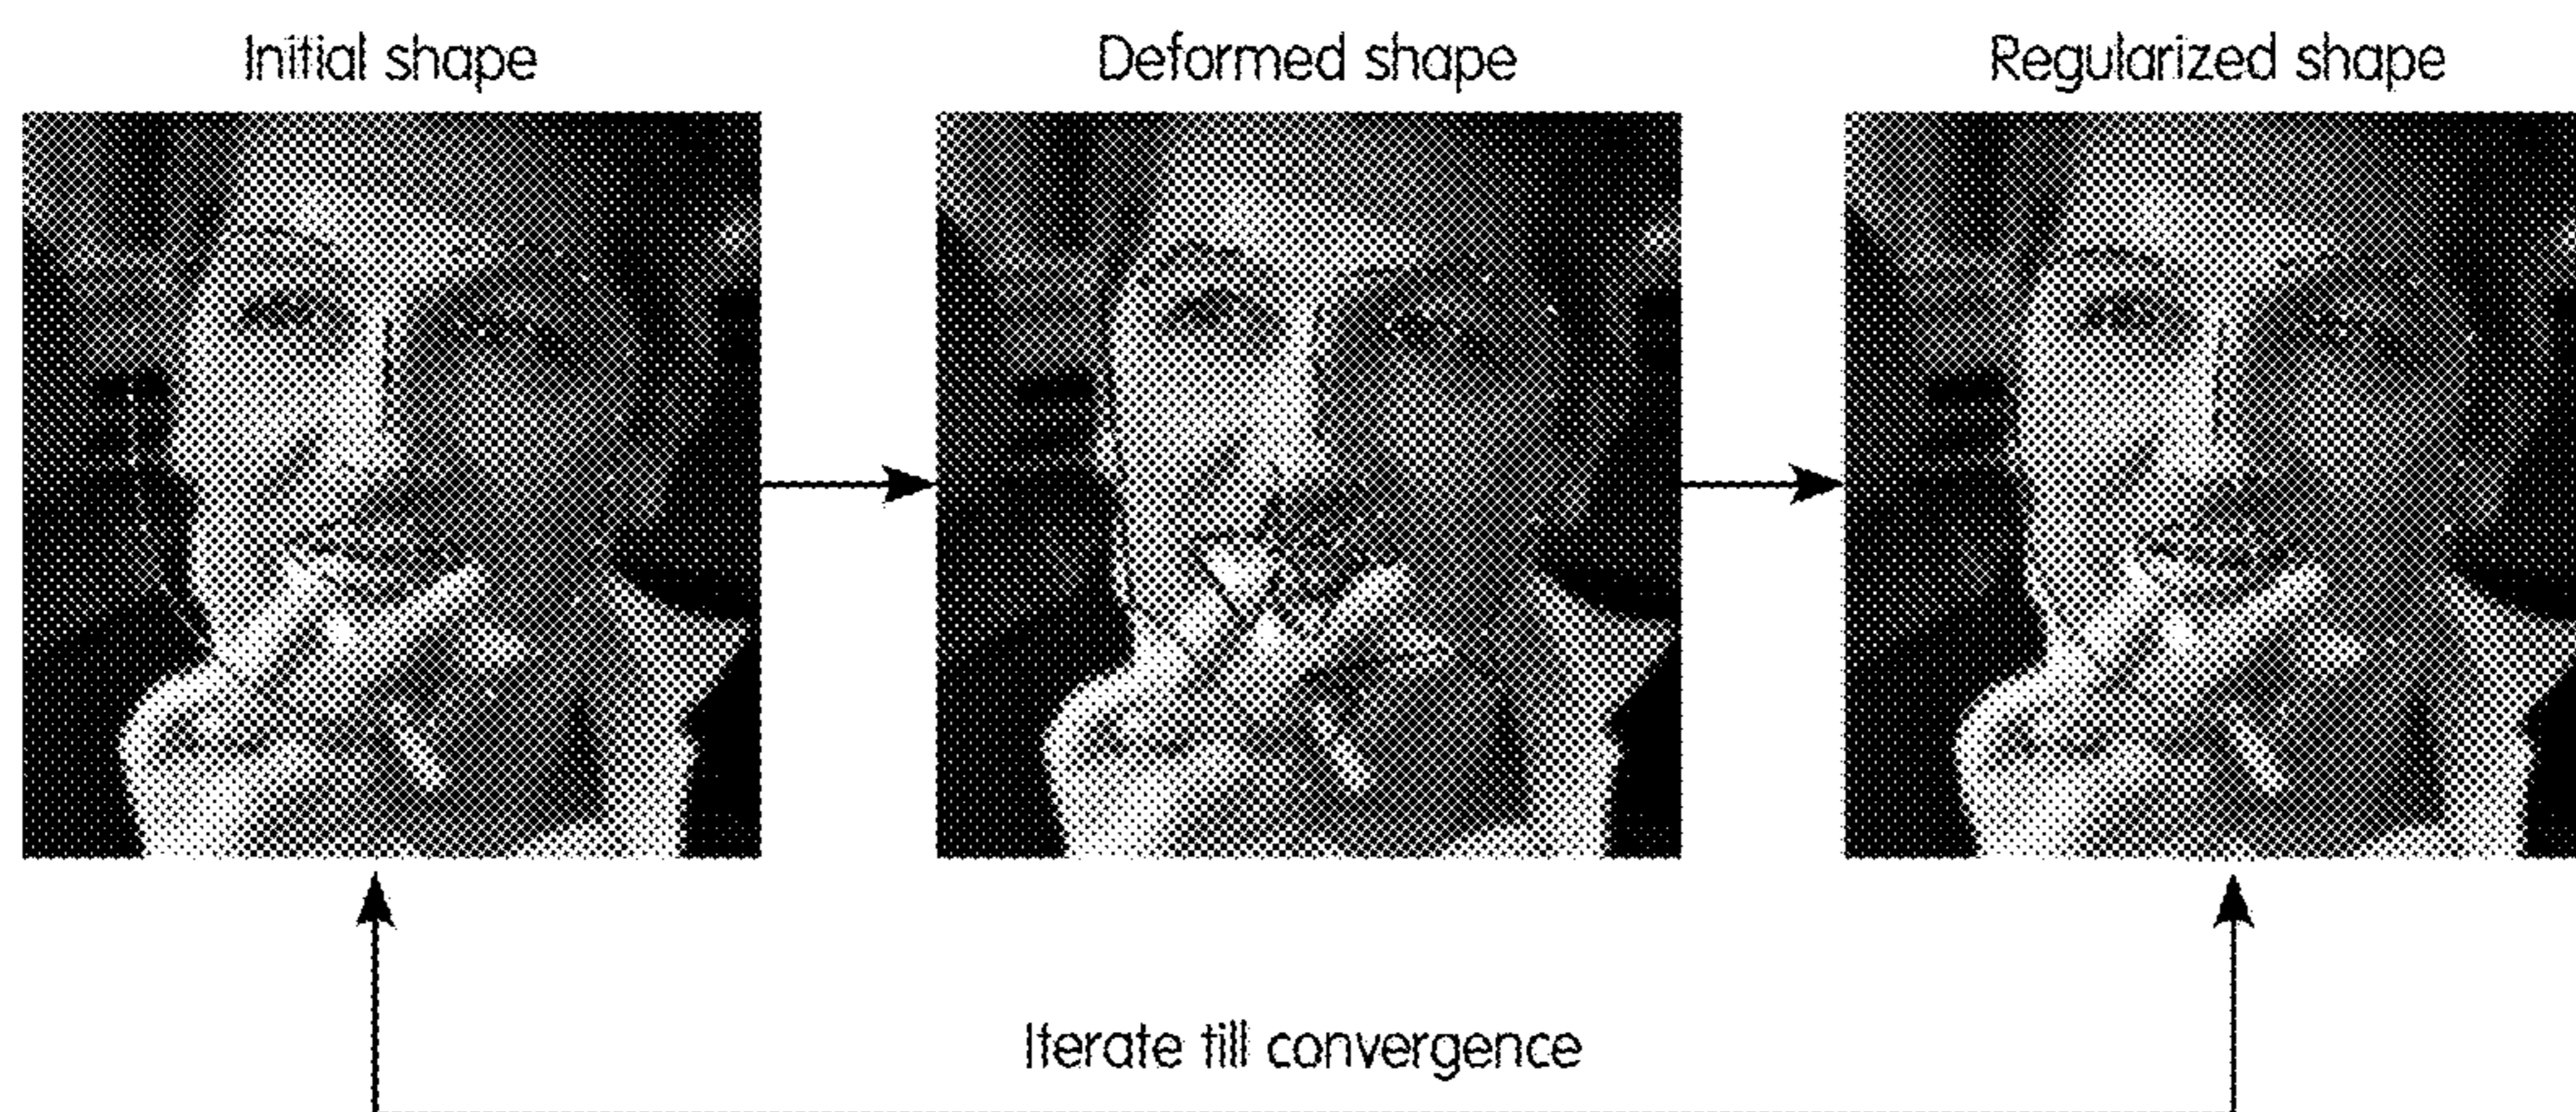 Initial shape
Deformed shape
Regularized shape
Iterate till convergence